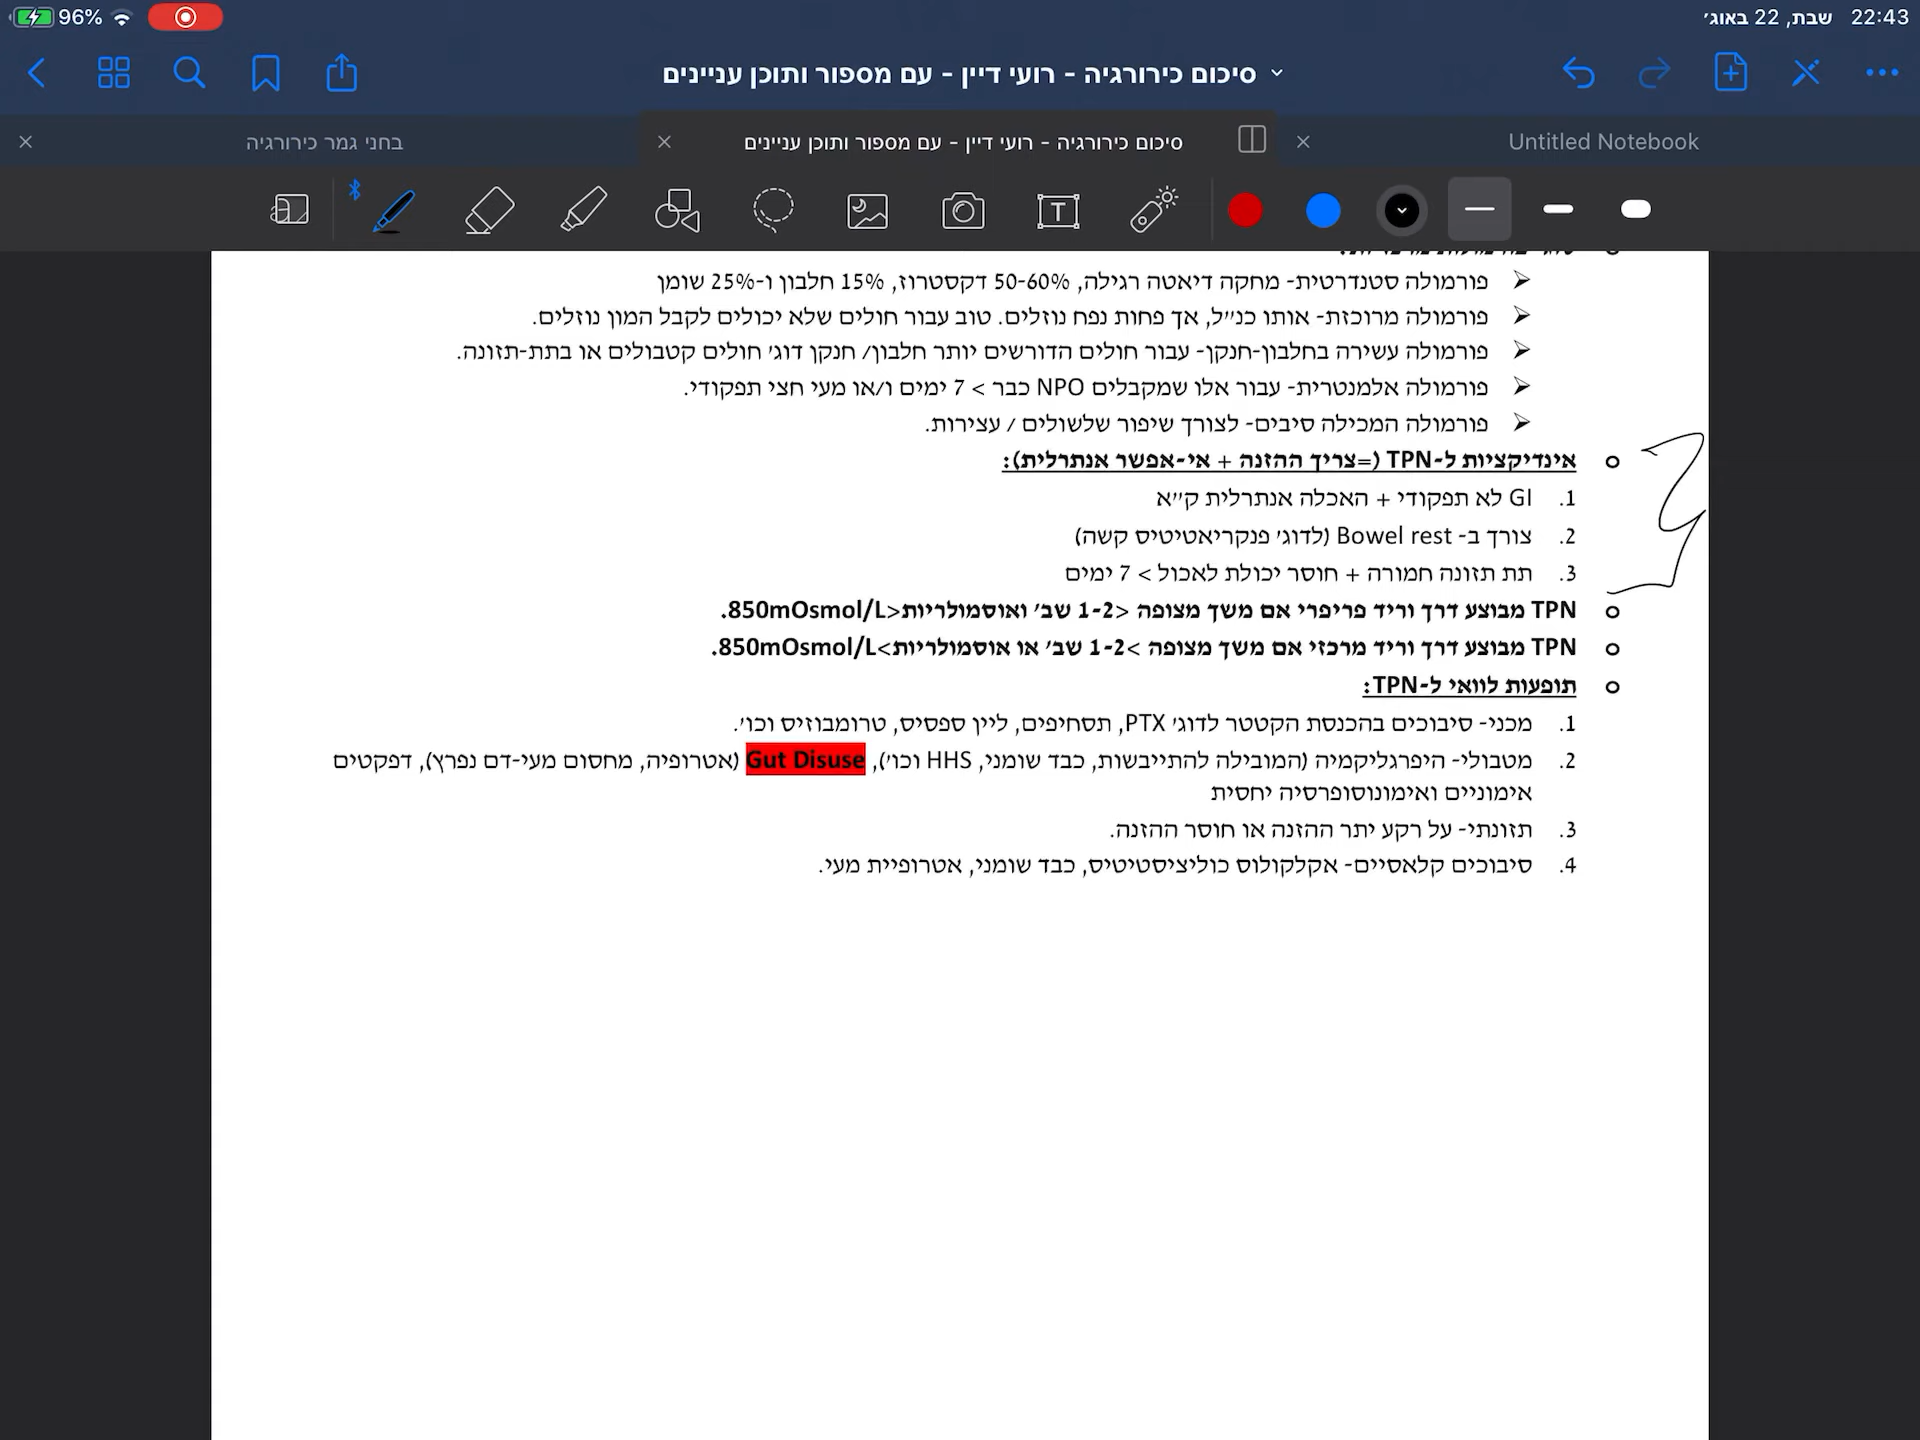 96%
שבת, 22 באוג׳ 22:43
סיכום כירורגיה - רועי דיין - עם מספור ותוכן עניינים
בחני גמר כירורגיה
סיכום כירורגיה - רועי דיין - עם מספור ותוכן עניינים
Untitled Notebook
פורמולה סטנדרטית- מחקה דיאטה רגילה, 50-60% דקסטרוז, 15% חלבון ו-25% שומן
פורמולה מרוכזת- אותו כנ״ל, אך פחות נפח נוזלים. טוב עבור חולים שלא יכולים לקבל המון נוזלים.
פורמולה עשירה בחלבון-חנקן- עבור חולים הדורשים יותר חלבון/ חנקן דוג׳ חולים קטבולים או בתת-תזונה.
פורמולה אלמנטרית- עבור אלו שמקבלים NPO כבר > 7 ימים ו/או מעי חצי תפקודי.
פורמולה המכילה סיבים- לצורך שיפור שלשולים / עצירות.
o אינדיקציות ל-TPN (=צריך ההזנה + אי-אפשר אנתרלית):
1. GI לא תפקודי + האכלה אנתרלית ק״א
2. צורך ב- Bowel rest (לדוג׳ פנקריאטיטיס קשה)
3. תת תזונה חמורה + חוסר יכולת לאכול > 7 ימים
o TPN מבוצע דרך וריד פריפרי אם משך מצופה <1-2 שב׳ ואוסמולריות<850mOsmol/L.
o TPN מבוצע דרך וריד מרכזי אם משך מצופה >1-2 שב׳ או אוסמולריות>850mOsmol/L.
o תופעות לוואי ל-TPN:
1. מכני- סיבוכים בהכנסת הקטטר לדוג׳ PTX, תסחיפים, ליין ספסיס, טרומבוזיס וכו׳.
2. מטבולי- היפרגליקמיה (המובילה להתייבשות, כבד שומני, HHS וכו׳), Gut Disuse (אטרופיה, מחסום מעי-דם נפרץ), דפקטים
אימוניים ואימונוסופרסיה יחסית
3. תזונתי- על רקע יתר ההזנה או חוסר ההזנה.
4. סיבוכים קלאסיים- אקלקולוס כוליציסטיטיס, כבד שומני, אטרופיית מעי.